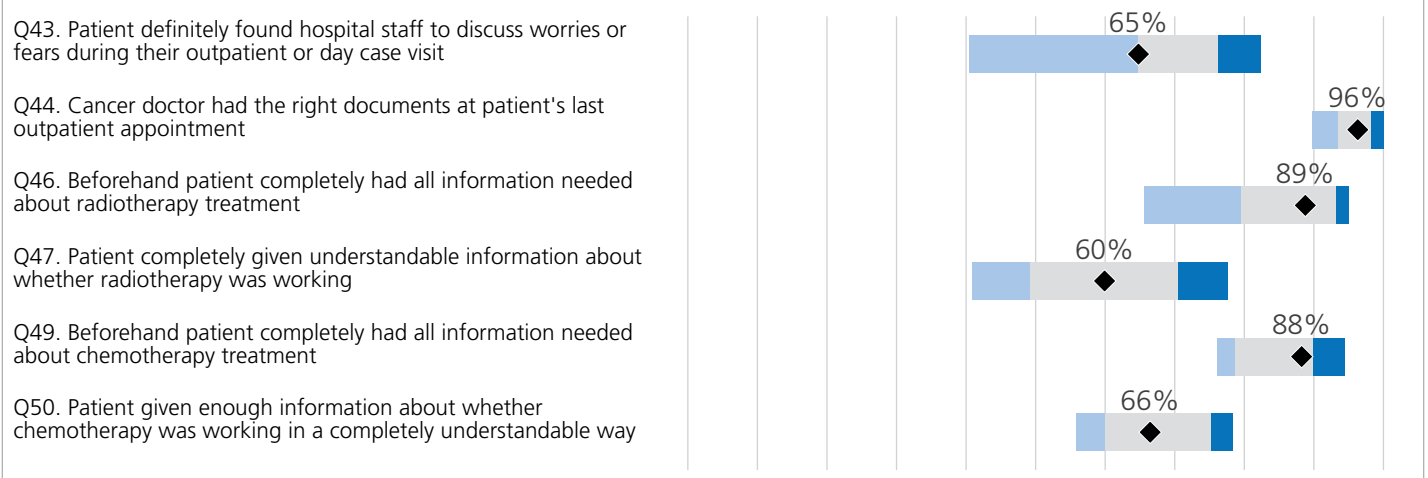 Q43. Patient definitely found hospital staff to discuss worries or
fears during their outpatient or day case visit
65%
Q44. Cancer doctor had the right documents at patient's last
outpatient appointment
96%
Q46. Beforehand patient completely had all information needed
about radiotherapy treatment
89%
Q47. Patient completely given understandable information about
whether radiotherapy was working
60%
Q49. Beforehand patient completely had all information needed
about chemotherapy treatment
88%
Q50. Patient given enough information about whether
chemotherapy was working in a completely understandable way
66%